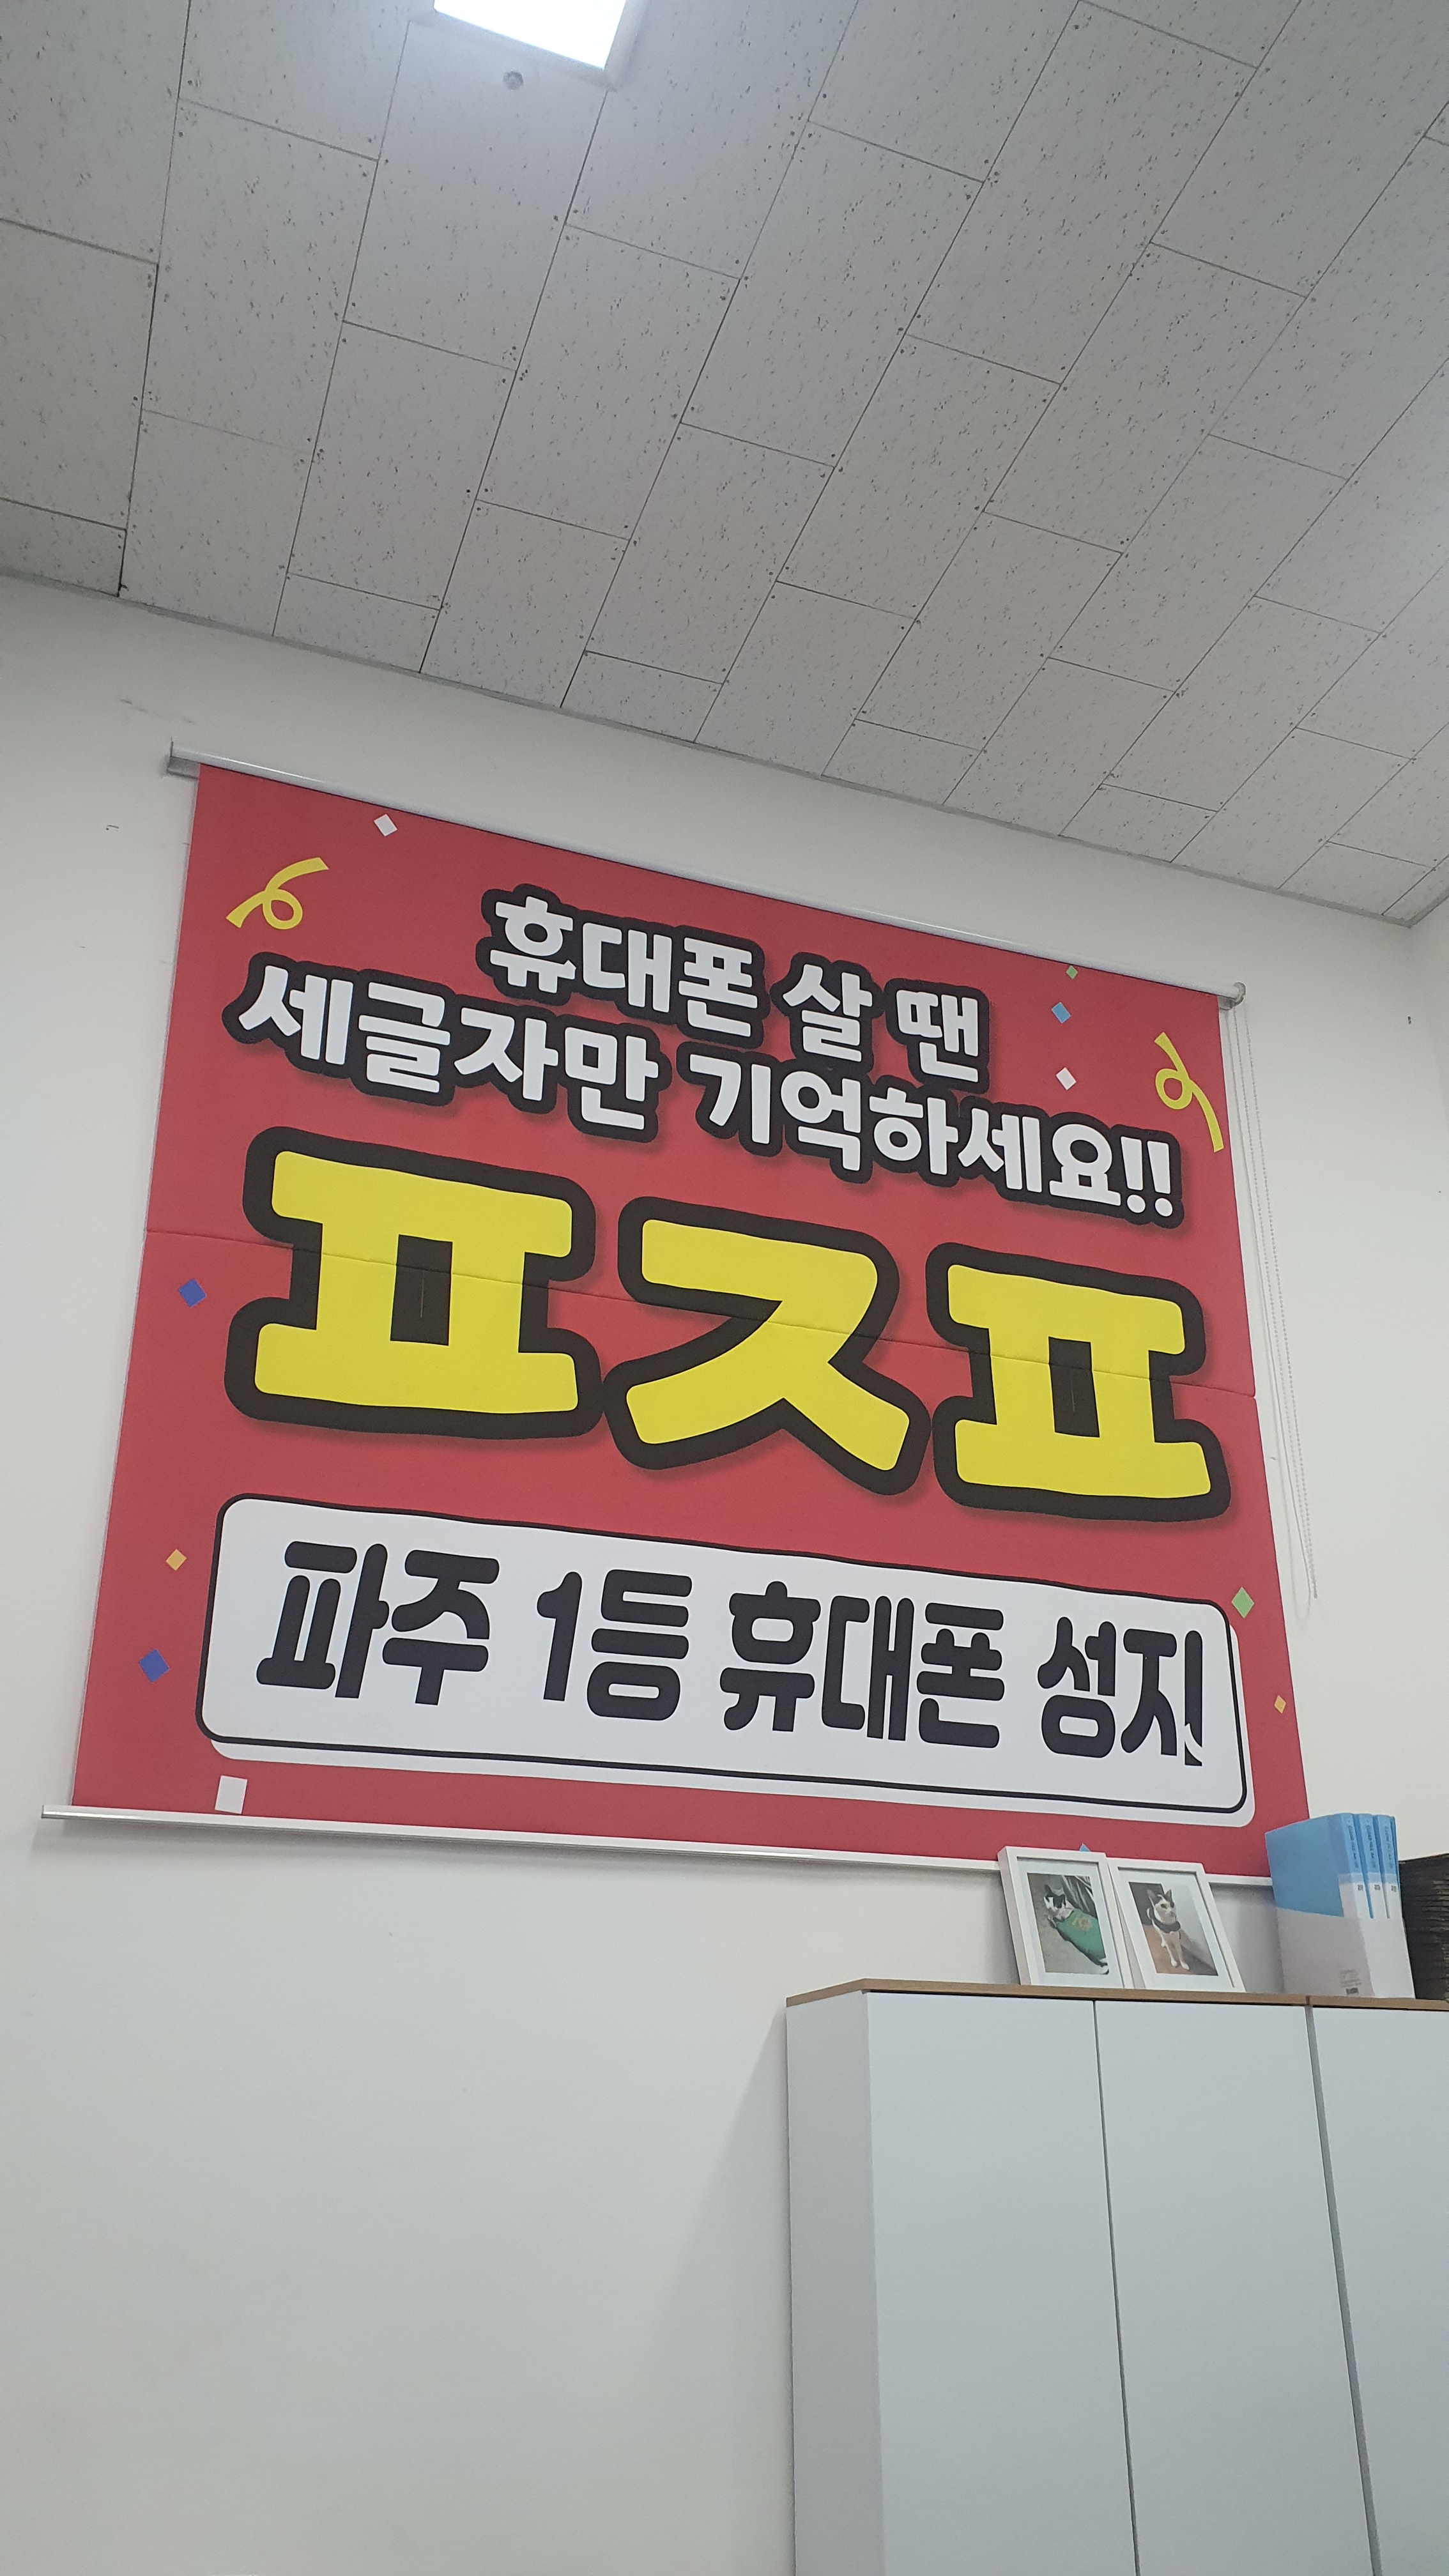 휴대폰 살 땐
세글자만 기억하세요!!
ㅍㅈㅍ
파주 1등 휴대폰 성지